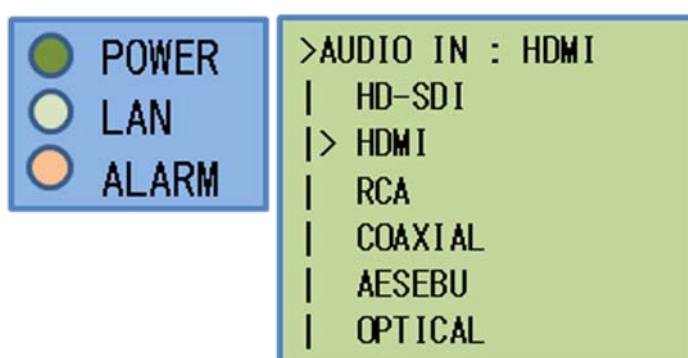 POWER
LAN
ALARM
>AUDIO IN : HDMI
| HD-SDI
|> HDMI
| RCA
| COAXIAL
| AESEBU
| OPTICAL